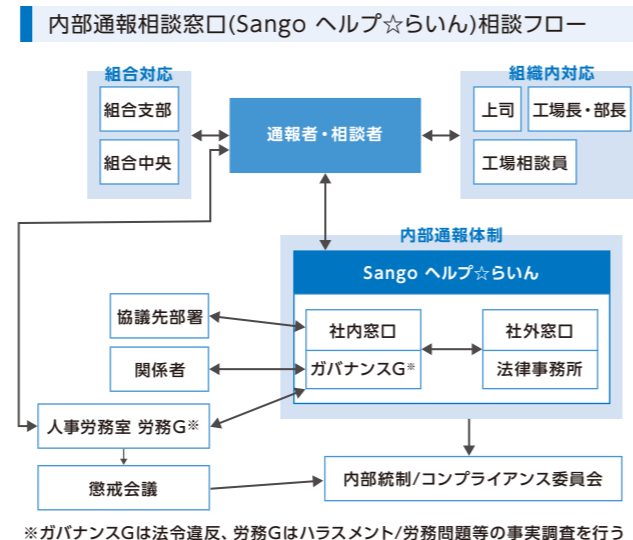 内部通報相談窓口(Sango ヘルプ☆らいん)相談フロー
組合対応
組合支部
組合中央
通報者・相談者
組織内対応
上司
工場長・部長
工場相談員
内部通報体制
Sango ヘルプ☆らいん
社内窓口
ガバナンスG※
社外窓口
法律事務所
協議先部署
関係者
人事労務室 労務G※
懲戒会議
内部統制/コンプライアンス委員会
※ガバナンスGは法令違反、労務Gはハラスメント/労務問題等の事実調査を行う